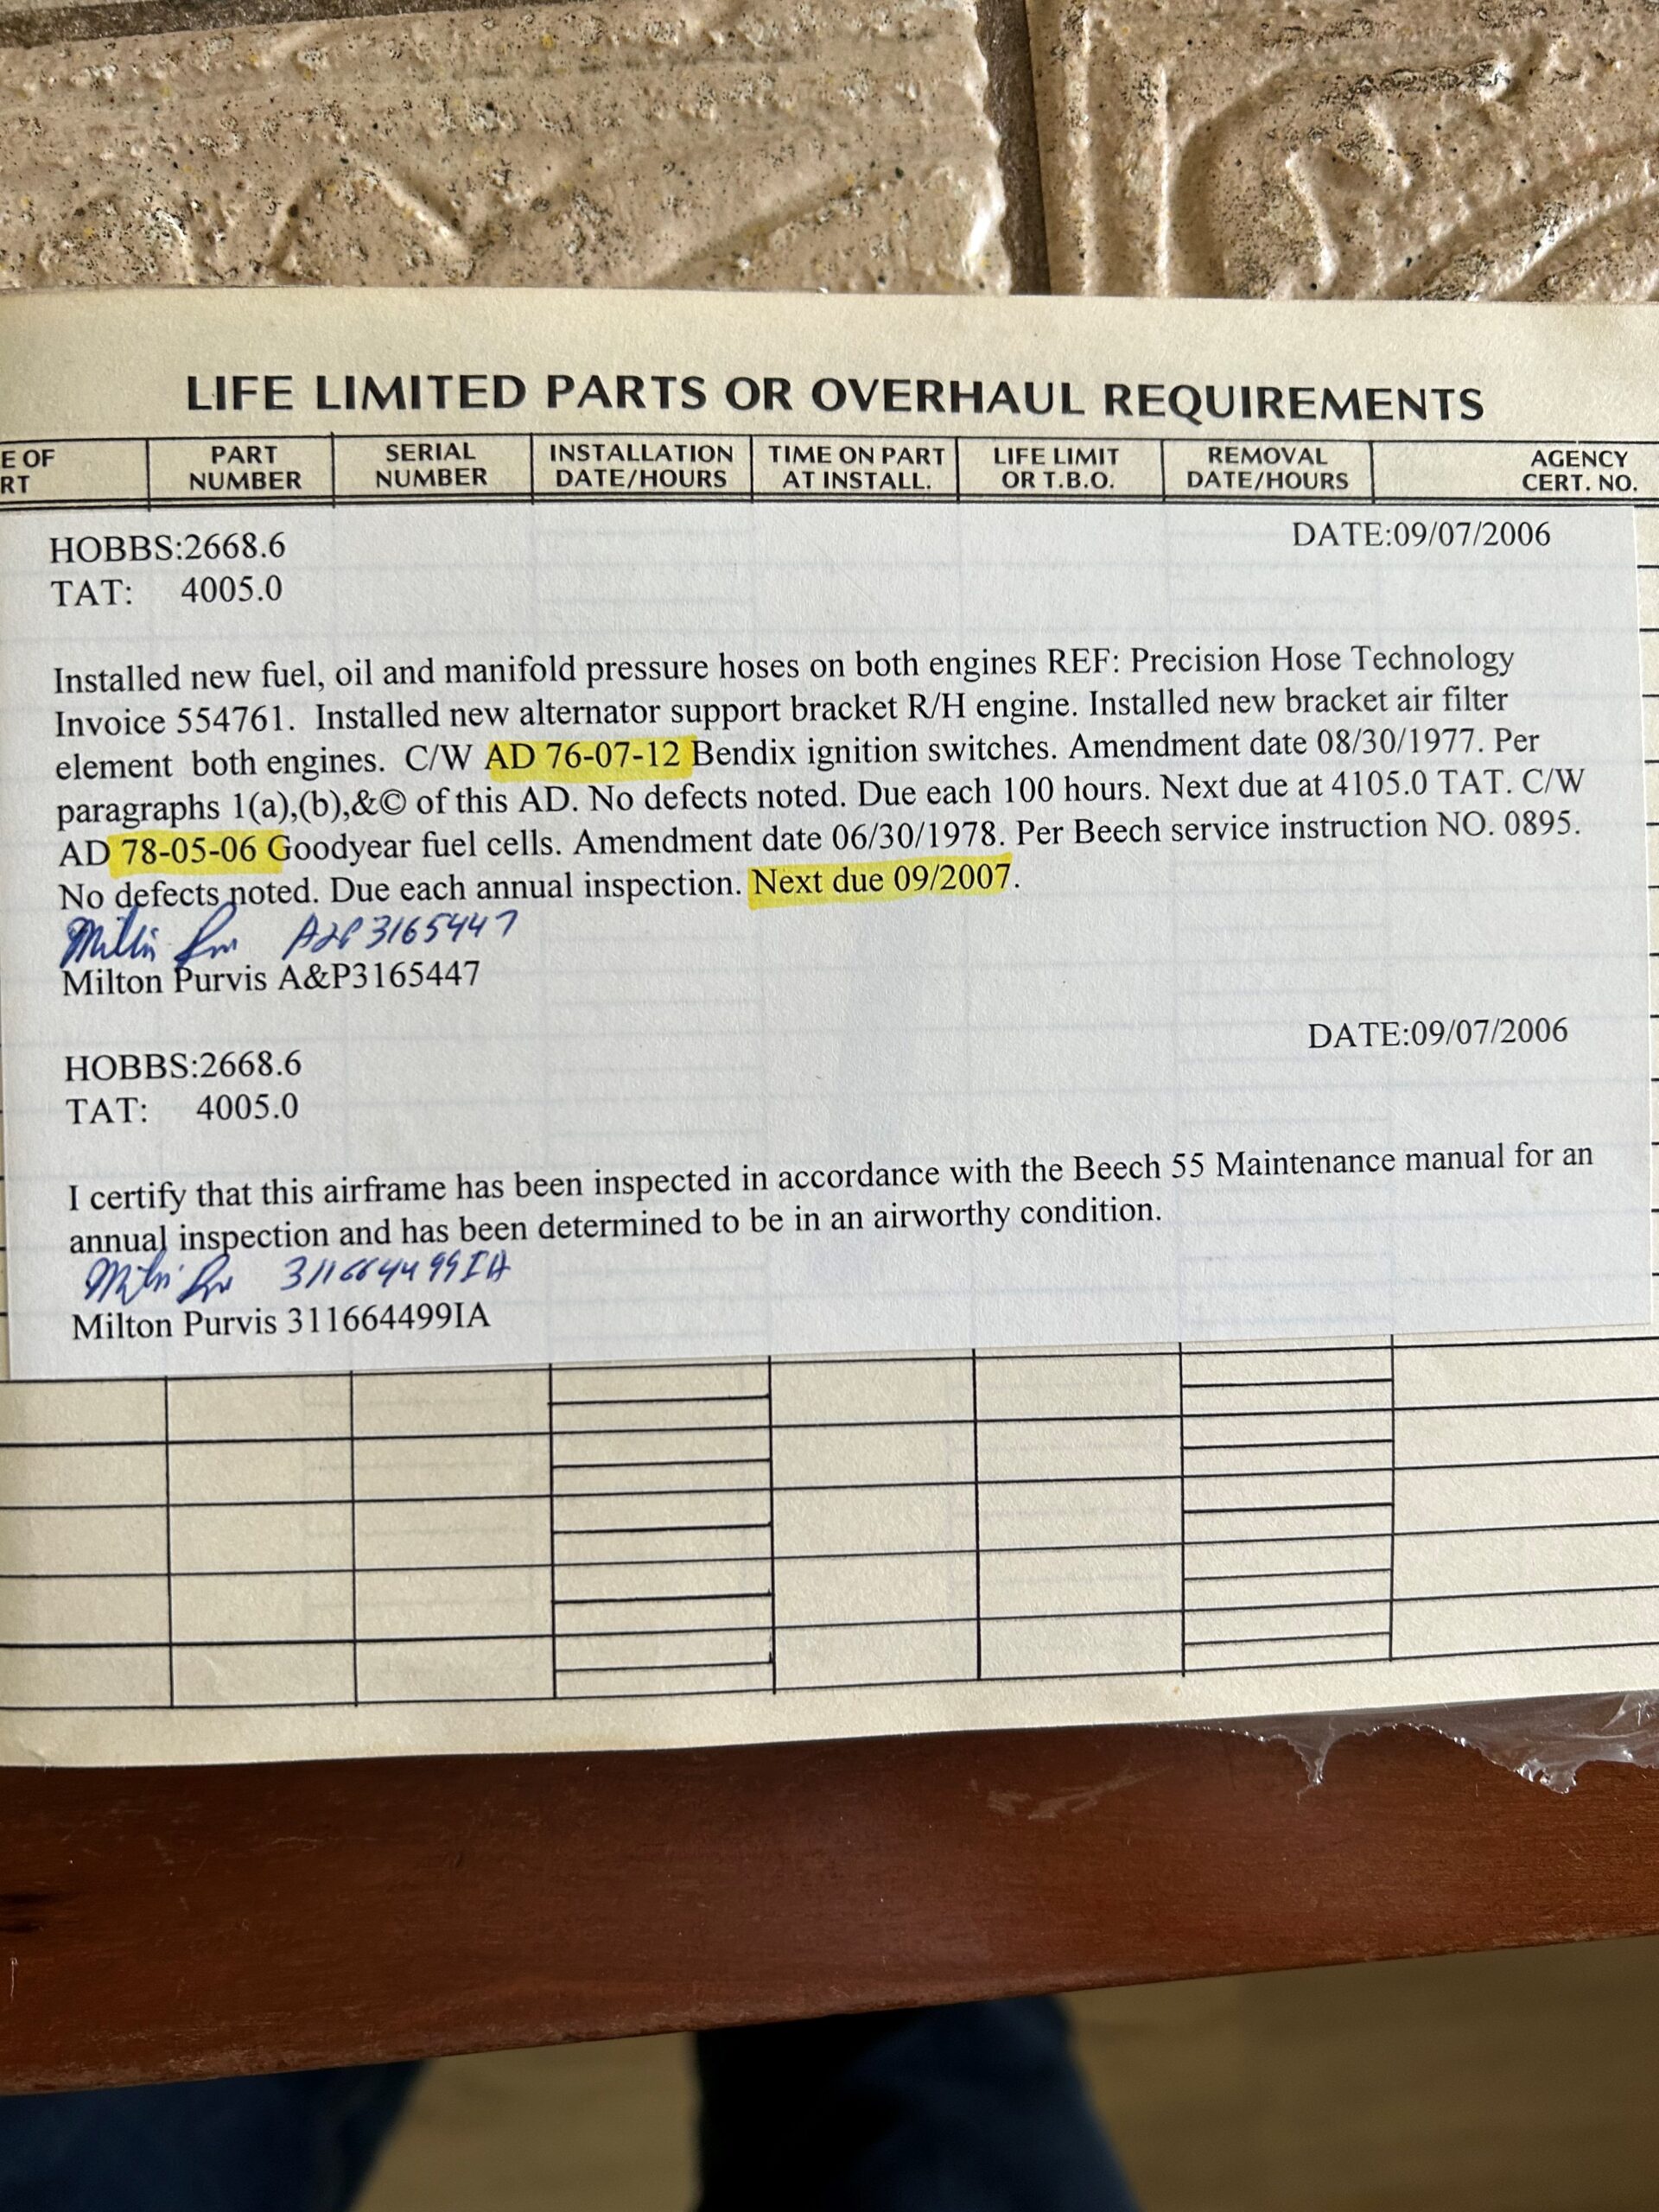 LIFE LIMITED PARTS OR OVERHAUL REQUIREMENTS
E OF PART SERIAL INSTALLATION TIME ON PART LIFE LIMIT REMOVAL AGENCY
RT NUMBER NUMBER DATE/HOURS AT INSTALL. OR T.B.O. DATE/HOURS CERT. NO.
HOBBS:2668.6 DATE:09/07/2006
TAT: 4005.0
Installed new fuel, oil and manifold pressure hoses on both engines REF: Precision Hose Technology
Invoice 554761. Installed new alternator support bracket R/H engine. Installed new bracket air filter
element both engines. C/W AD 76-07-12 Bendix ignition switches. Amendment date 08/30/1977. Per
paragraphs 1(a),(b),&© of this AD. No defects noted. Due each 100 hours. Next due at 4105.0 TAT. C/W
AD 78-05-06 Goodyear fuel cells. Amendment date 06/30/1978. Per Beech service instruction NO. 0895.
No defects noted. Due each annual inspection. Next due 09/2007.
A&P 3165447
Milton Purvis A&P3165447
HOBBS:2668.6 DATE:09/07/2006
TAT: 4005.0
I certify that this airframe has been inspected in accordance with the Beech 55 Maintenance manual for an
annual inspection and has been determined to be in an airworthy condition.
311664499IA
Milton Purvis 311664499IA